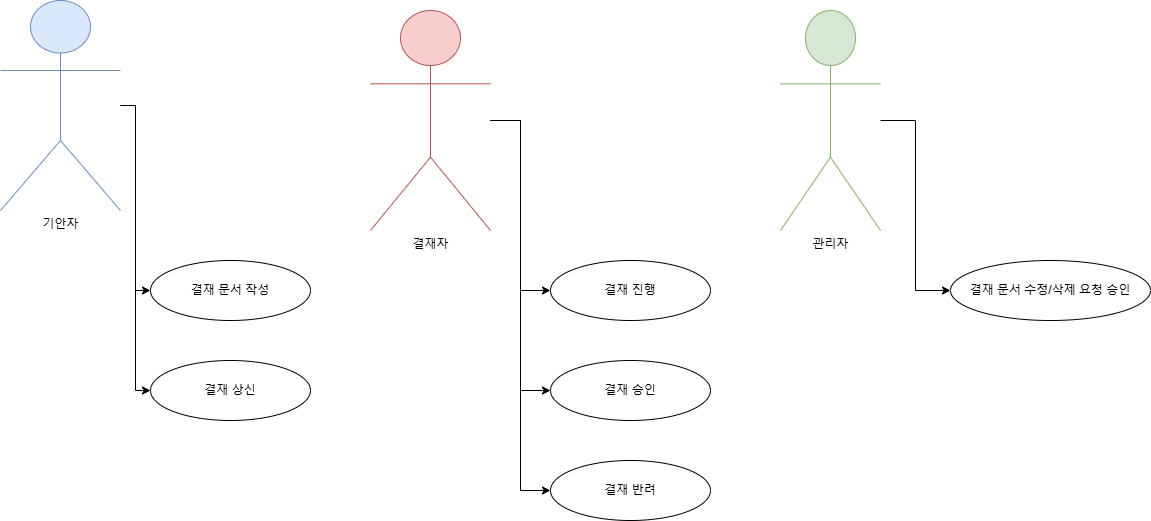 기안자
결재자
관리자
결재 문서 작성
결재 진행
결재 문서 수정/삭제 요청 승인
결재 상신
결재 승인
결재 반려